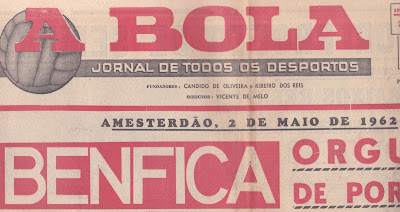 A BOLA
JORNAL DE TODOS OS DESPORTOS
FUNDADORES: CANDIDO DE OLIVEIRA e RIBEIRO DOS REIS
DIRECTOR: VICENTE DE MELO
AMESTERDÃO, 2 DE MAIO DE 1962
BENFICA
ORGU
DE POR